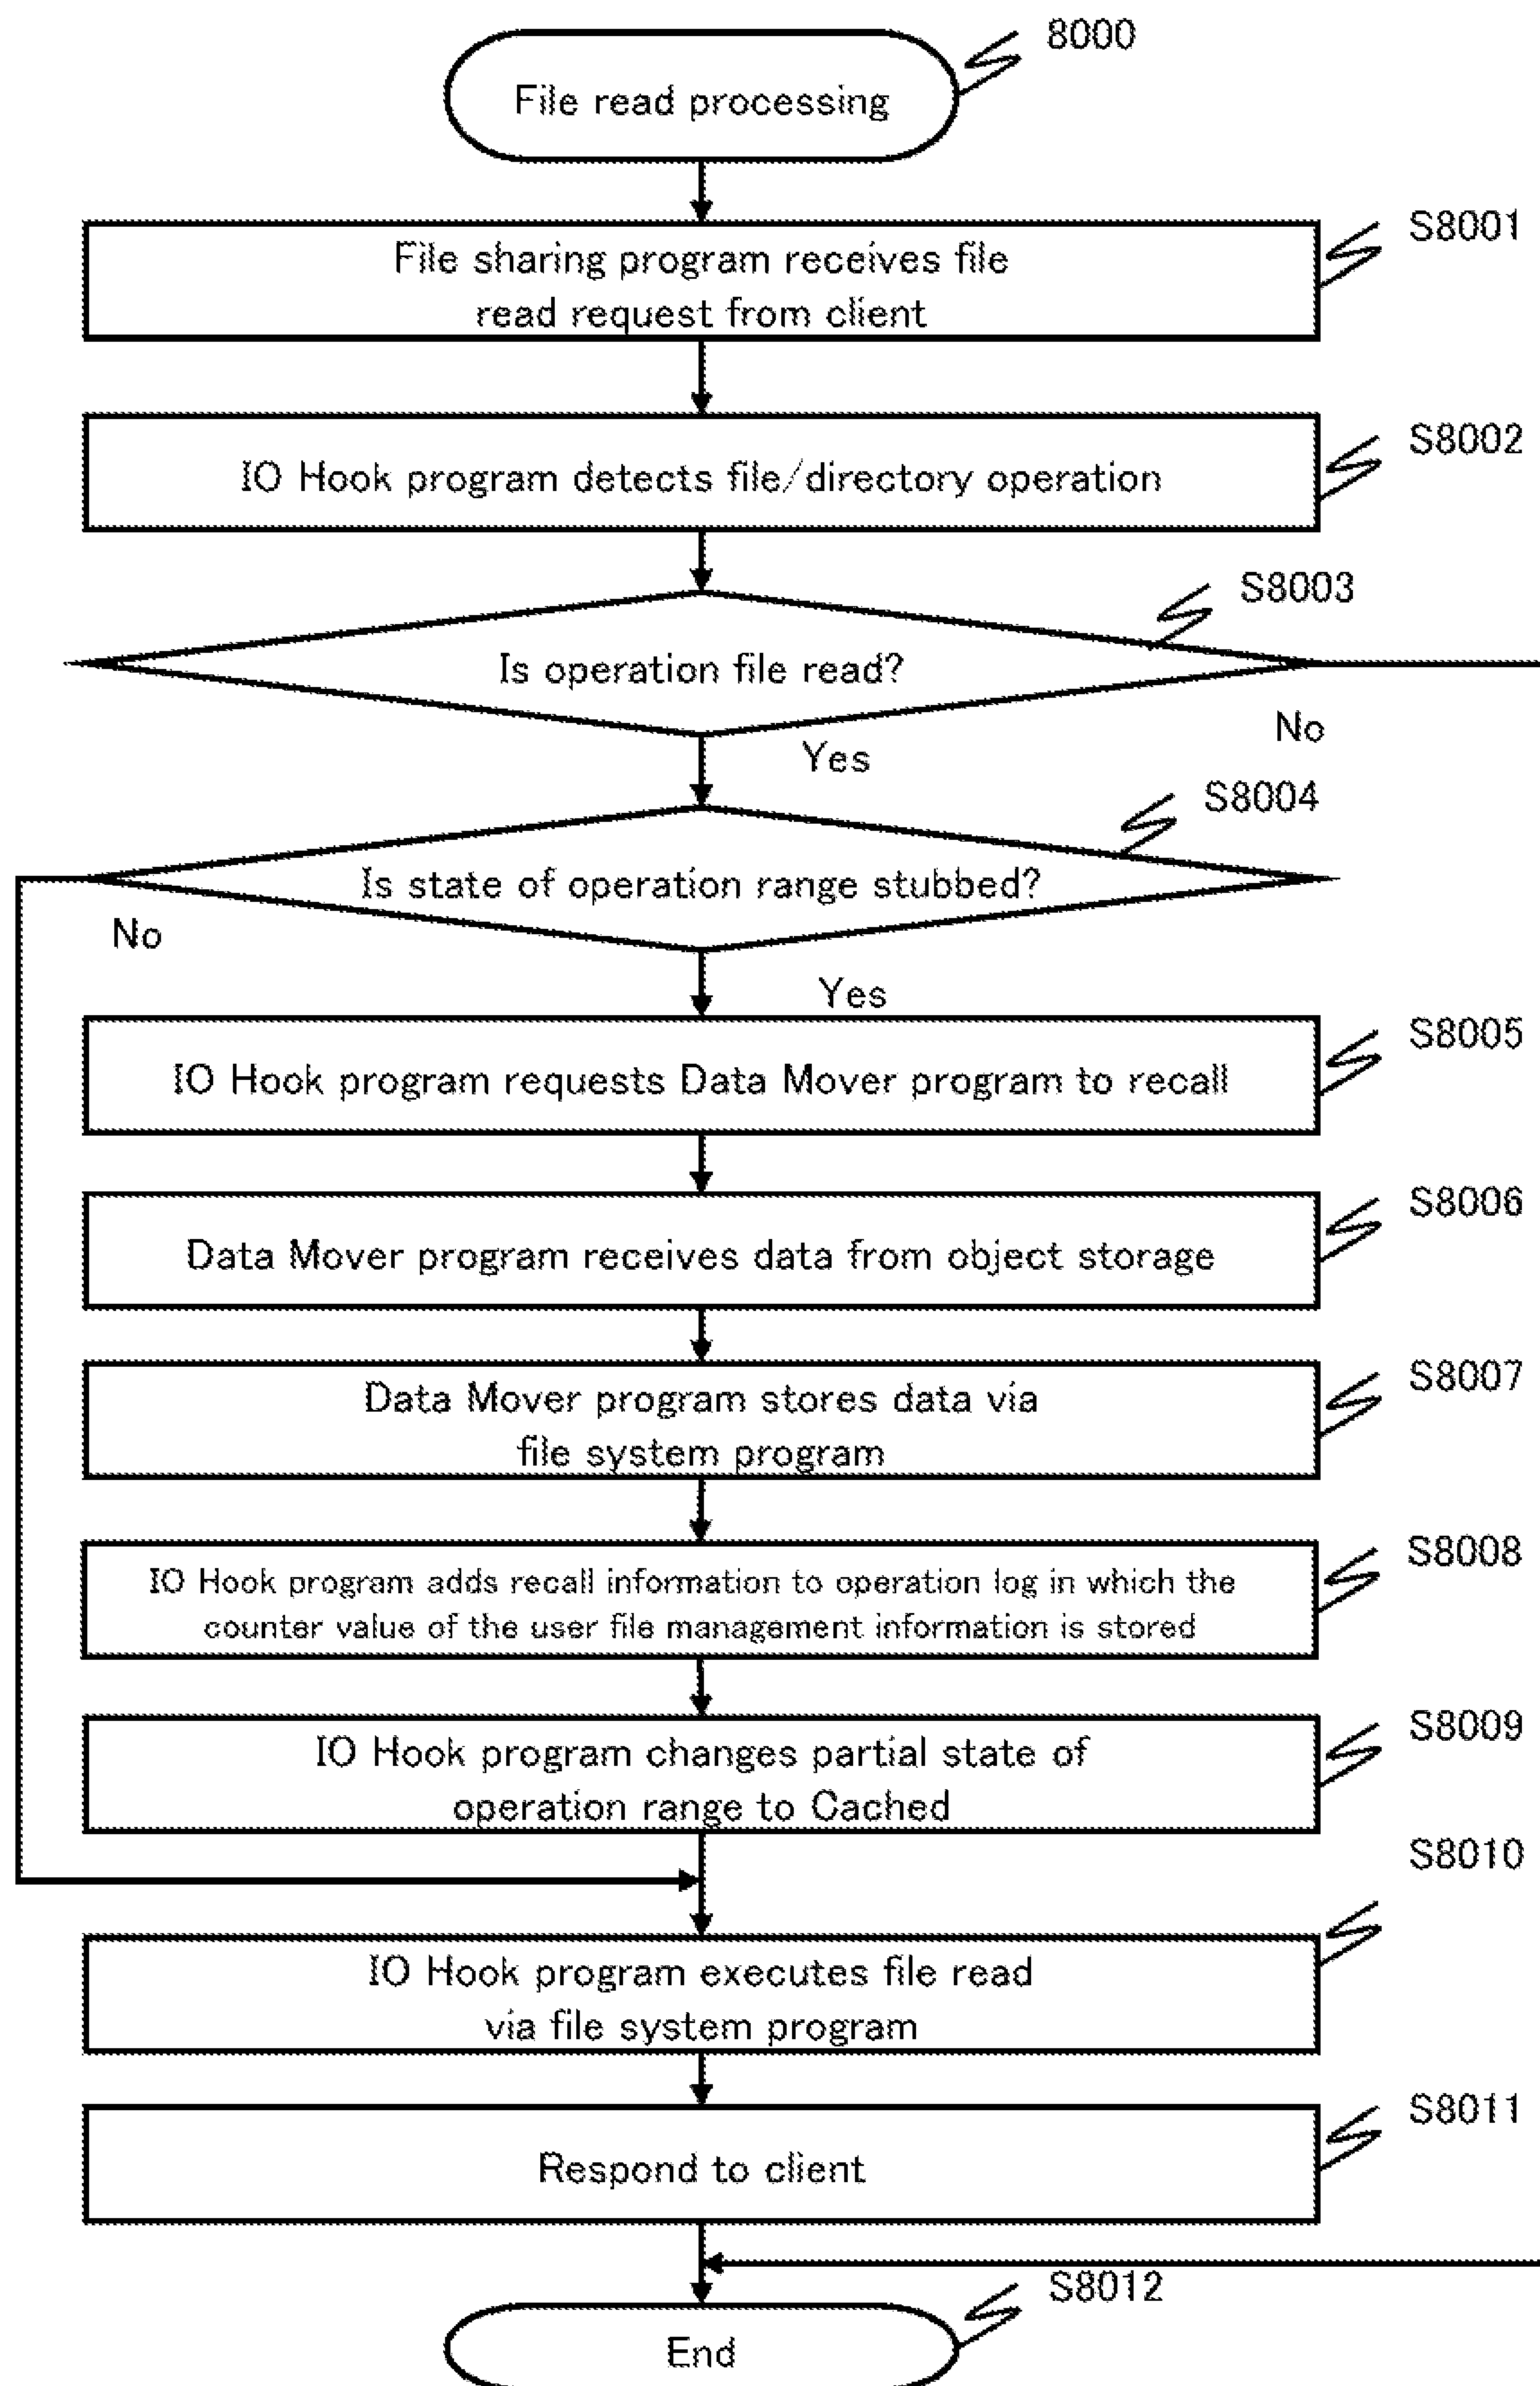 8000
File read processing
S8001
File sharing program receives file
read request from client
S8002
IO Hook program detects file/directory operation
S8003
Is operation file read?
No
Yes
S8004
Is state of operation range stubbed?
No
Yes
S8005
IO Hook program requests Data Mover program to recall
S8006
Data Mover program receives data from object storage
S8007
Data Mover program stores data via
file system program
S8008
IO Hook program adds recall information to operation log in which the
counter value of the user file management information is stored
S8009
IO Hook program changes partial state of
operation range to Cached
S8010
IO Hook program executes file read
via file system program
S8011
Respond to client
S8012
End